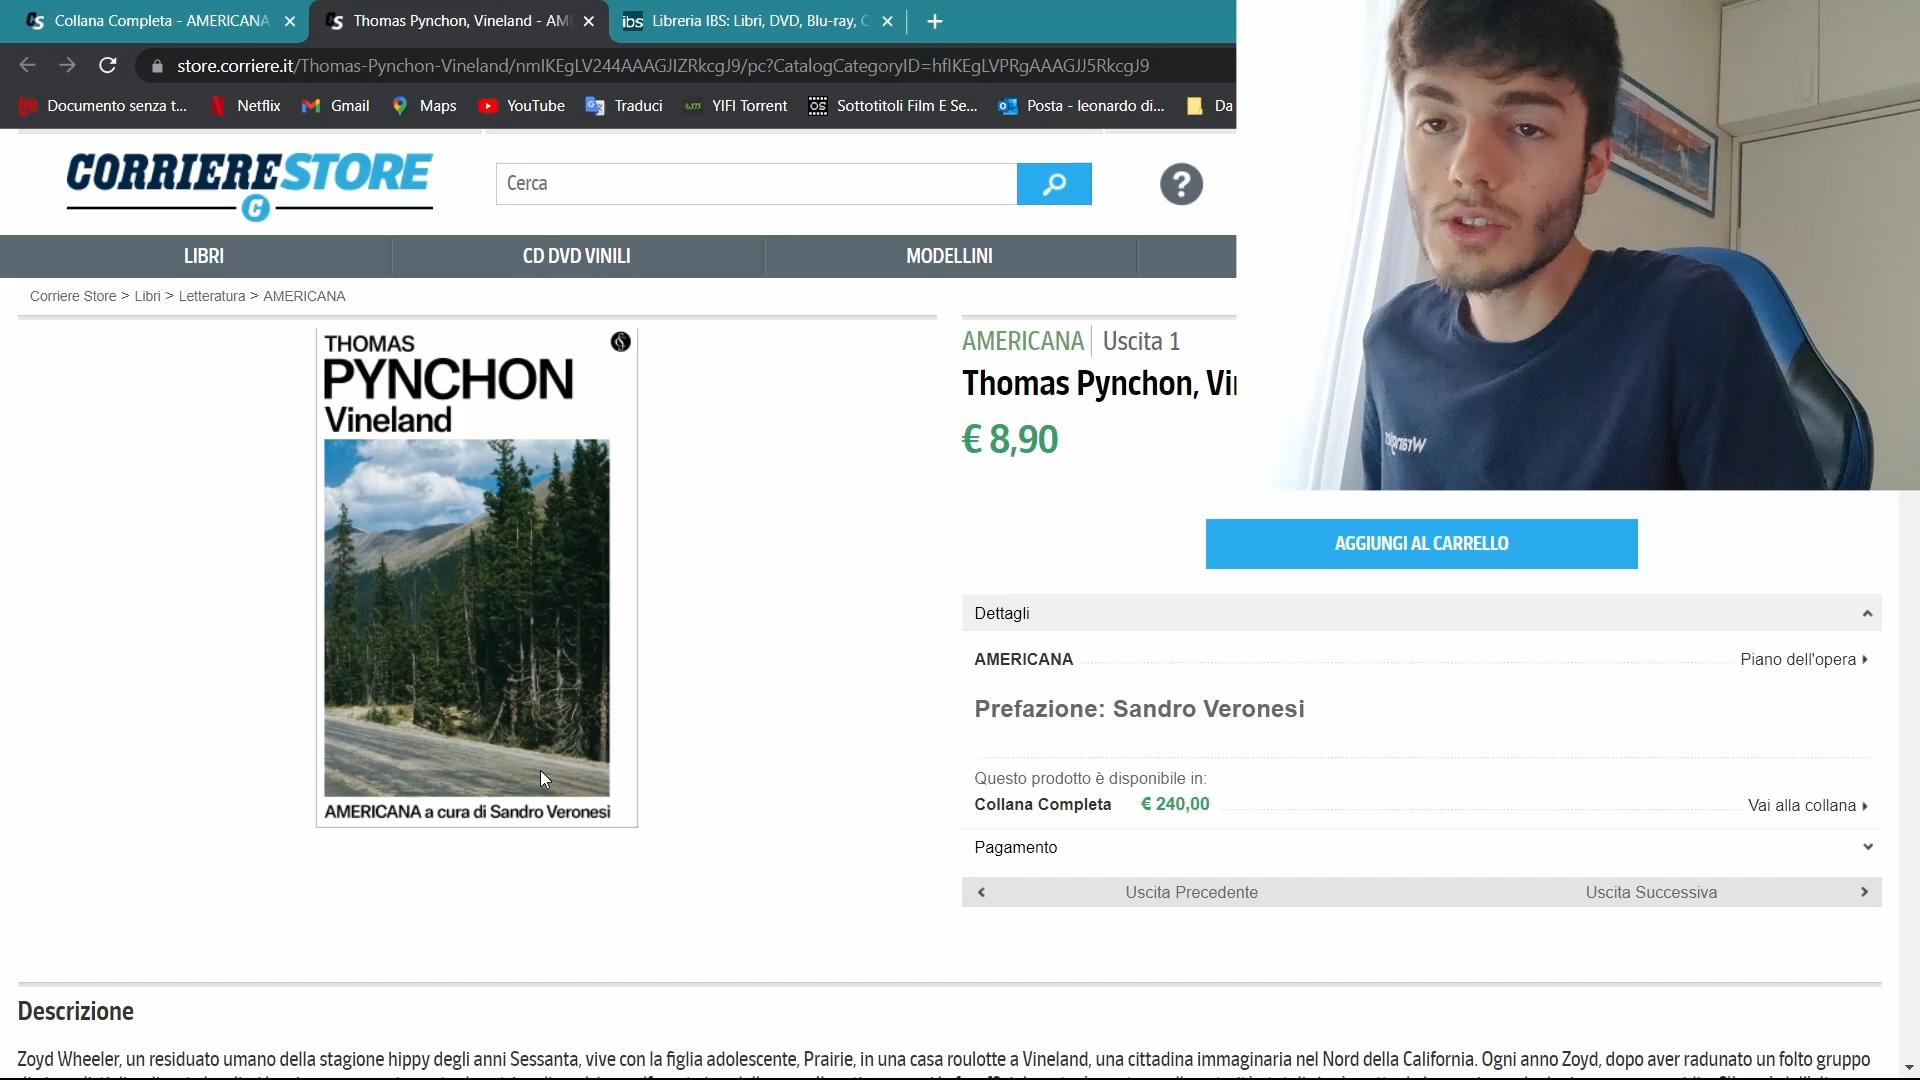 Collana Completa - AMERICANA
Thomas Pynchon, Vineland - AM
ibs Libreria IBS: Libri, DVD, Blu-ray, C
store.corriere.it/Thomas-Pynchon-Vineland/nmIKEgLV244AAAGJIZRkcgJ9/pc?CatalogCategoryID=hfIKEgLVPRgAAAGJJ5RkcgJ9
Documento senza t... Netflix Gmail Maps YouTube Traduci YIFI Torrent Sottotitoli Film E Se... Posta - leonardo di... Da
CORRIERESTORE
C
Cerca
?
LIBRI CD DVD VINILI MODELLINI
Corriere Store > Libri > Letteratura > AMERICANA
THOMAS
PYNCHON
Vineland
AMERICANA a cura di Sandro Veronesi
AMERICANA Uscita 1
Thomas Pynchon, Vi
€ 8,90
Wrangler
AGGIUNGI AL CARRELLO
Dettagli
AMERICANA Piano dell'opera
Prefazione: Sandro Veronesi
Questo prodotto è disponibile in:
Collana Completa € 240,00 Vai alla collana
Pagamento
Uscita Precedente Uscita Successiva
Descrizione
Zoyd Wheeler, un residuato umano della stagione hippy degli anni Sessanta, vive con la figlia adolescente, Prairie, in una casa roulotte a Vineland, una cittadina immaginaria nel Nord della California. Ogni anno Zoyd, dopo aver radunato un folto gruppo